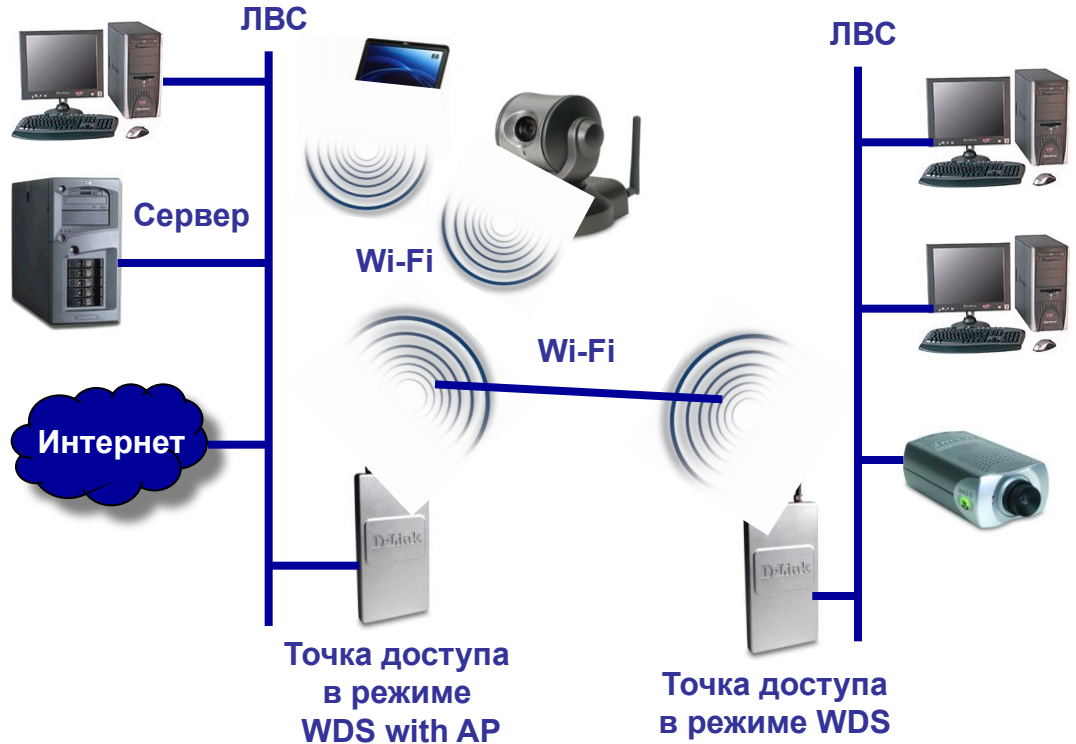 ЛВС
ЛВС
Сервер
Wi-Fi
Wi-Fi
Интернет
D-Link
D-Link
Точка доступа
в режиме
WDS with AP
Точка доступа
в режиме WDS